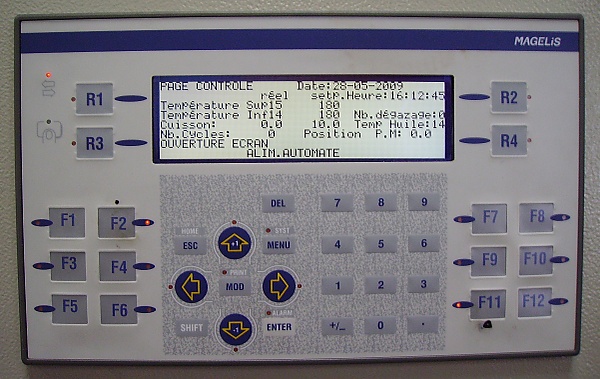 MAGELiS
R1
R3
PAGE CONTROLE Date:28-05-2009
réel setp.Heure:16:12:45
Température Sup15 180
Température Inf14 180 Nb.dégazage:0
Cuisson: 0.0 10.0 Temp Huile:14
Nb.Cycles: 0 Position P.M: 0.0
OUVERTURE ECRAN
ALIM.AUTOMATE
R2
R4
F1 F2
F3 F4
F5 F6
DEL
HOME
ESC
+1
SYST
MENU
PRINT
MOD
SHIFT
-1
ALARM
ENTER
7 8 9
4 5 6
1 2 3
+/_ 0 .
F7 F8
F9 F10
F11 F12